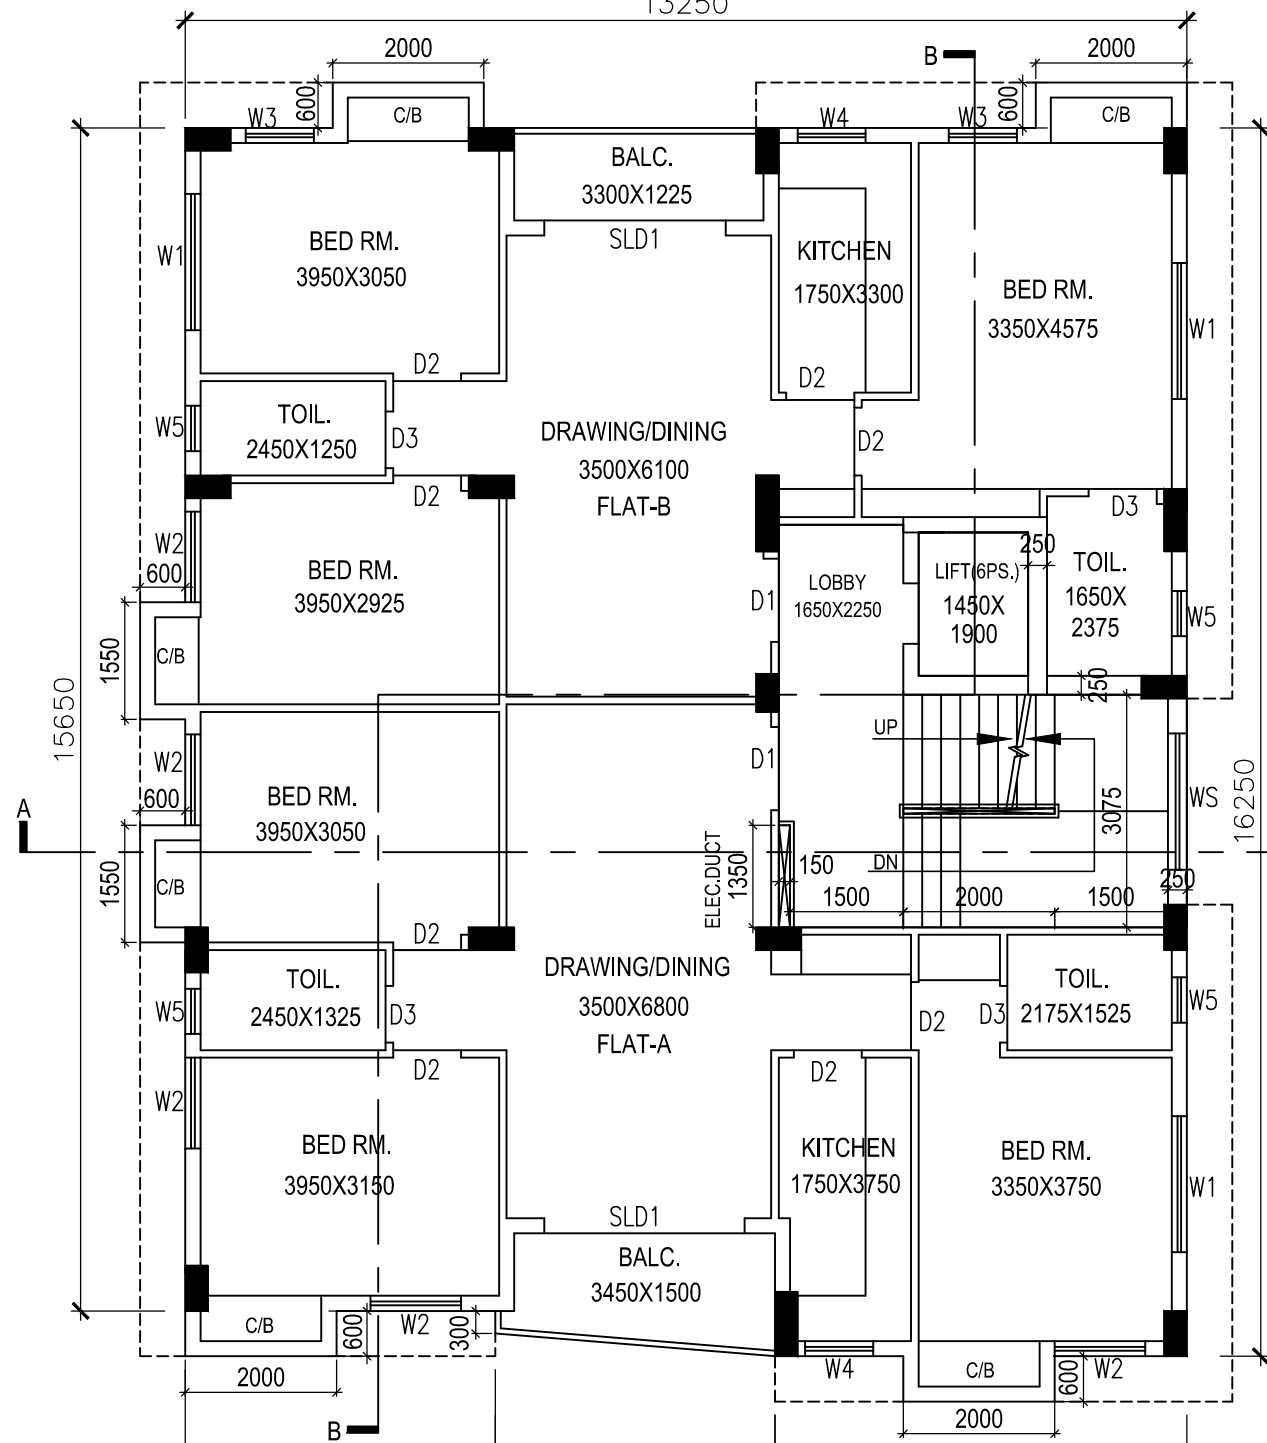 13250
2000
B
2000
600
W3
C/B
W4
W3
600
C/B
BALC.
3300X1225
SLD1
W1
BED RM.
3950X3050
KITCHEN
1750X3300
BED RM.
3350X4575
W1
D2
D2
TOIL.
2450X1250
W5
D3
DRAWING/DINING
3500X6100
FLAT-B
D2
D2
D3
W2
600
BED RM.
3950X2925
LOBBY
1650X2250
D1
LIFT(6PS.)
1450X
1900
250
TOIL.
1650X
2375
W5
1550
C/B
250
15650
UP
W2
D1
600
BED RM.
3950X3050
3075
WS
16250
A
ELEC.DUCT
1350
150
DN
250
1550
C/B
1500
2000
1500
D2
TOIL.
2450X1325
W5
D3
DRAWING/DINING
3500X6800
FLAT-A
D2
D3
TOIL.
2175X1525
W5
D2
D2
W2
BED RM.
3950X3150
KITCHEN
1750X3750
BED RM.
3350X3750
W1
SLD1
BALC.
3450X1500
C/B
600
W2
300
W4
C/B
W2
600
2000
B
2000